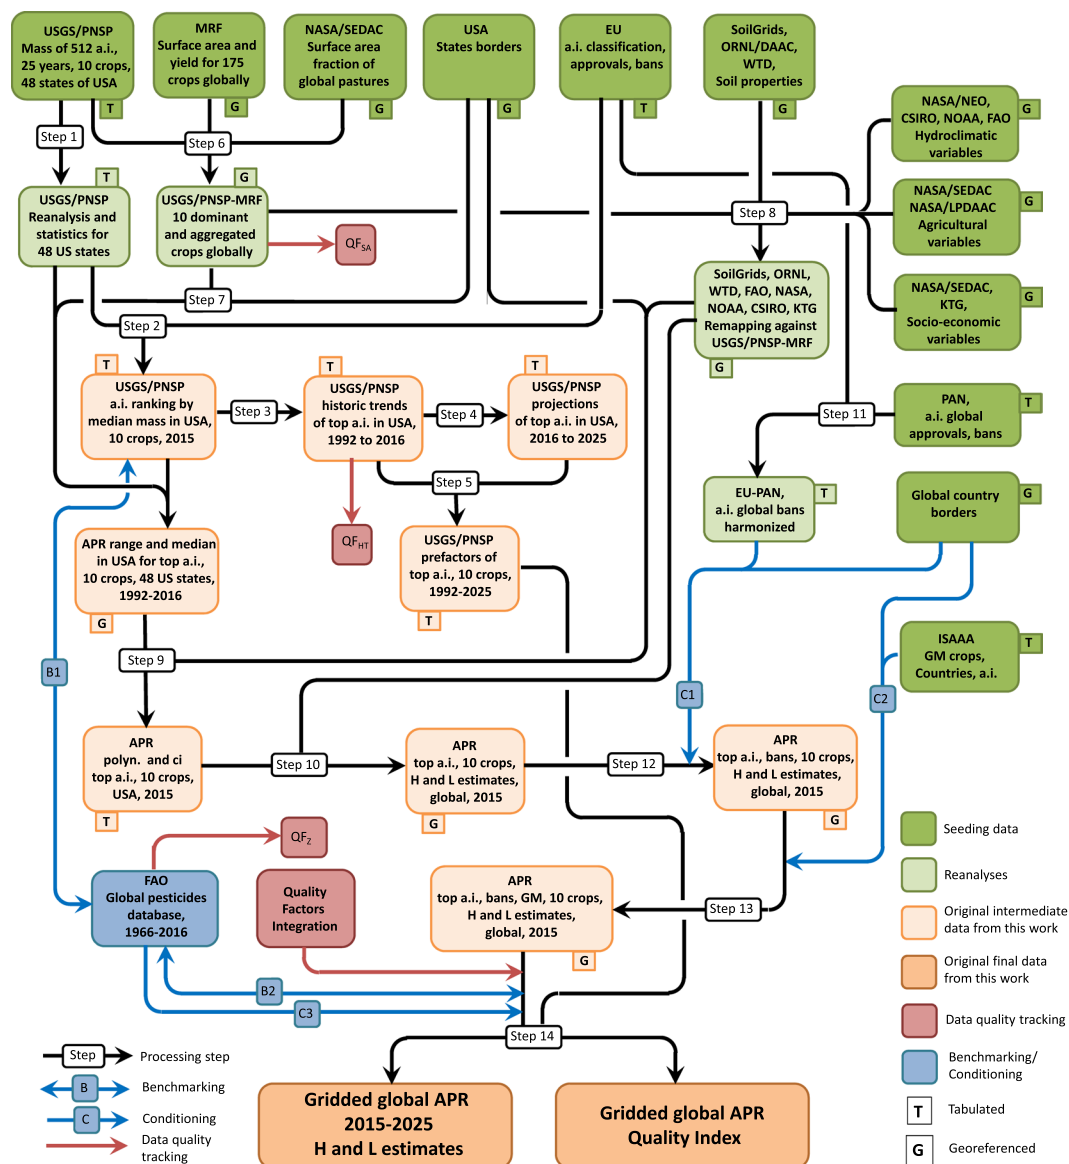 USGS/PNSP
Mass of 512 a.i.,
25 years, 10 crops,
48 states of USA
T
MRF
Surface area and
yield for 175
crops globally
G
NASA/SEDAC
Surface area
fraction of
global pastures
G
USA
States borders
G
EU
a.i. classification,
approvals, bans
T
SoilGrids,
ORNL/DAAC,
WTD,
Soil properties
G
NASA/NEO,
CSIRO, NOAA, FAO
Hydroclimatic
variables
G
Step 1
Step 6
T
USGS/PNSP
Reanalysis and
statistics for
48 US states
G
USGS/PNSP-MRF
10 dominant
and aggregated
crops globally
QFSA
Step 8
NASA/SEDAC
NASA/LPDAAC
Agricultural
variables
G
SoilGrids, ORNL,
WTD, FAO, NASA,
NOAA, CSIRO, KTG
Remapping against
USGS/PNSP-MRF
G
NASA/SEDAC,
KTG,
Socio-economic
variables
G
Step 7
Step 2
T
USGS/PNSP
a.i. ranking by
median mass in USA,
10 crops, 2015
Step 3
T
USGS/PNSP
historic trends
of top a.i. in USA,
1992 to 2016
Step 4
T
USGS/PNSP
projections
of top a.i. in USA,
2016 to 2025
Step 11
PAN,
a.i. global
approvals, bans
T
Step 5
EU-PAN,
a.i. global bans
harmonized
T
Global country
borders
G
APR range and median
in USA for top a.i.,
10 crops, 48 US states,
1992-2016
G
QFHT
USGS/PNSP
prefactors of
top a.i., 10 crops,
1992-2025
T
ISAAA
GM crops,
Countries, a.i.
T
Step 9
B1
C1
C2
APR
polyn.  and ci
top a.i., 10 crops,
USA, 2015
T
Step 10
APR
top a.i., 10 crops,
H and L estimates,
global, 2015
G
Step 12
APR
top a.i., bans, 10 crops,
H and L estimates,
global, 2015
G
QFZ
FAO
Global pesticides
database,
1966-2016
Quality
Factors
Integration
APR
top a.i., bans, GM, 10 crops,
H and L estimates,
global, 2015
G
Step 13
B2
C3
Step 14
Gridded global APR
2015-2025
H and L estimates
Gridded global APR
Quality Index
Step
Processing step
B
Benchmarking
C
Conditioning
Data quality
tracking
Seeding data
Reanalyses
Original intermediate
data from this work
Original final data
from this work
Data quality tracking
Benchmarking/
Conditioning
T
Tabulated
G
Georeferenced